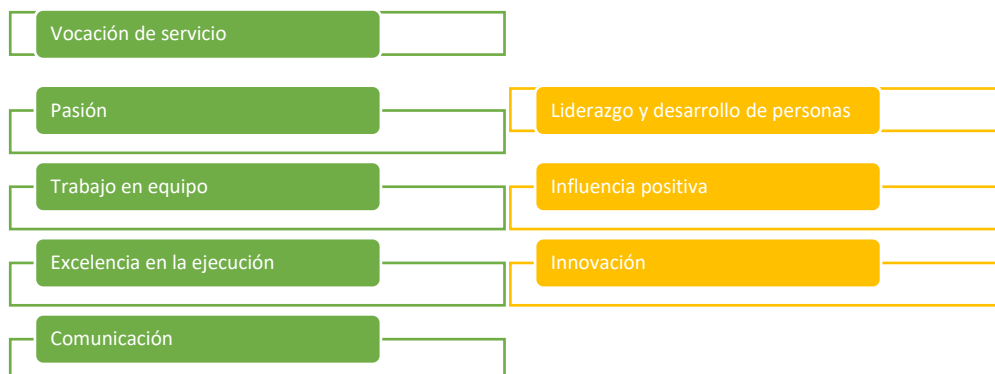 Vocación de servicio
Pasión
Trabajo en equipo
Excelencia en la ejecución
Comunicación
Liderazgo y desarrollo de personas
Influencia positiva
Innovación